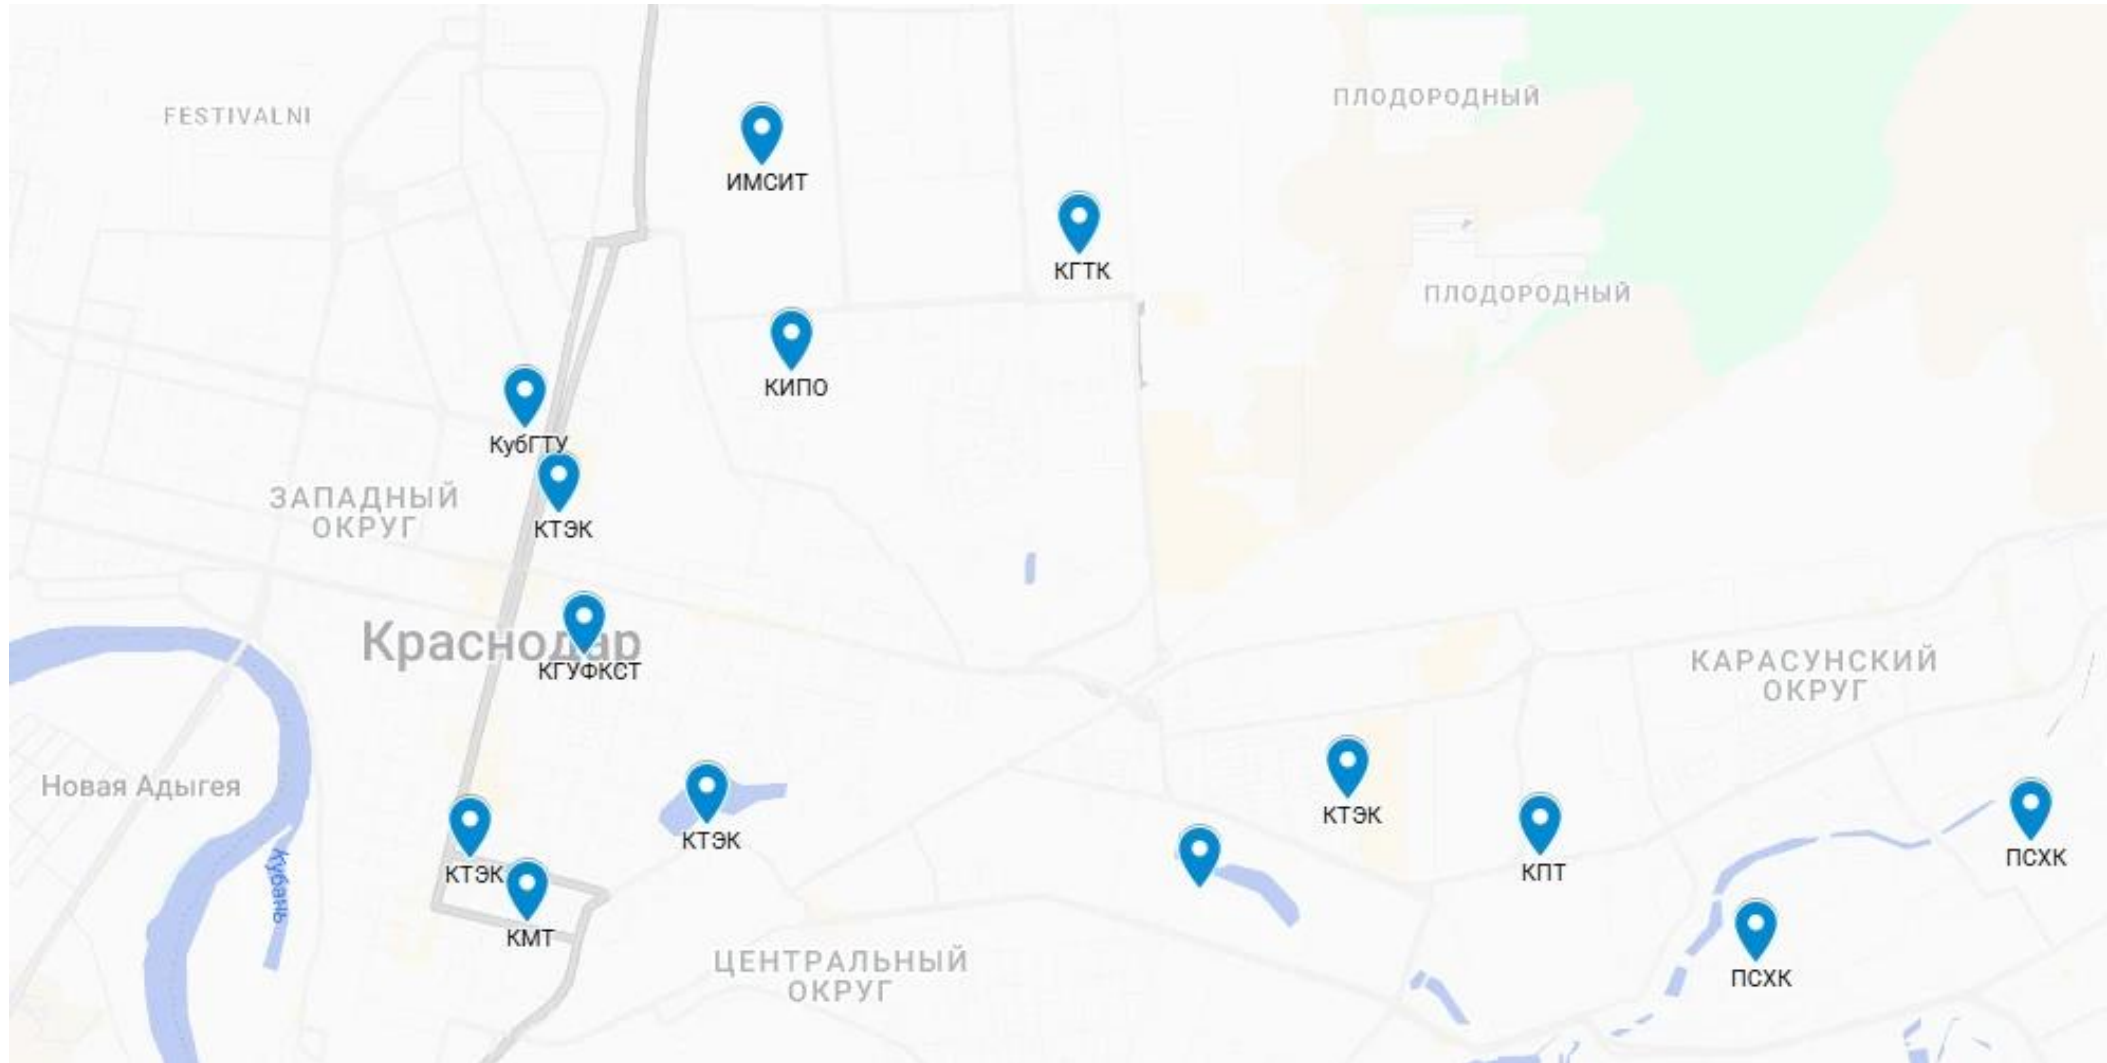 ПЛОДОРОДНЫЙ
FESTIVALNI
ИМСИТ
КГТК
ПЛОДОРОДНЫЙ
КИПО
КубГТУ
ЗАПАДНЫЙ
ОКРУГ
КТЭК
Краснодар
КГУФКСТ
КАРАСУНСКИЙ
ОКРУГ
Новая Адыгея
КТЭК
КТЭК
КТЭК
КПТ
ПСХК
Кубань
КМТ
ЦЕНТРАЛЬНЫЙ
ОКРУГ
ПСХК